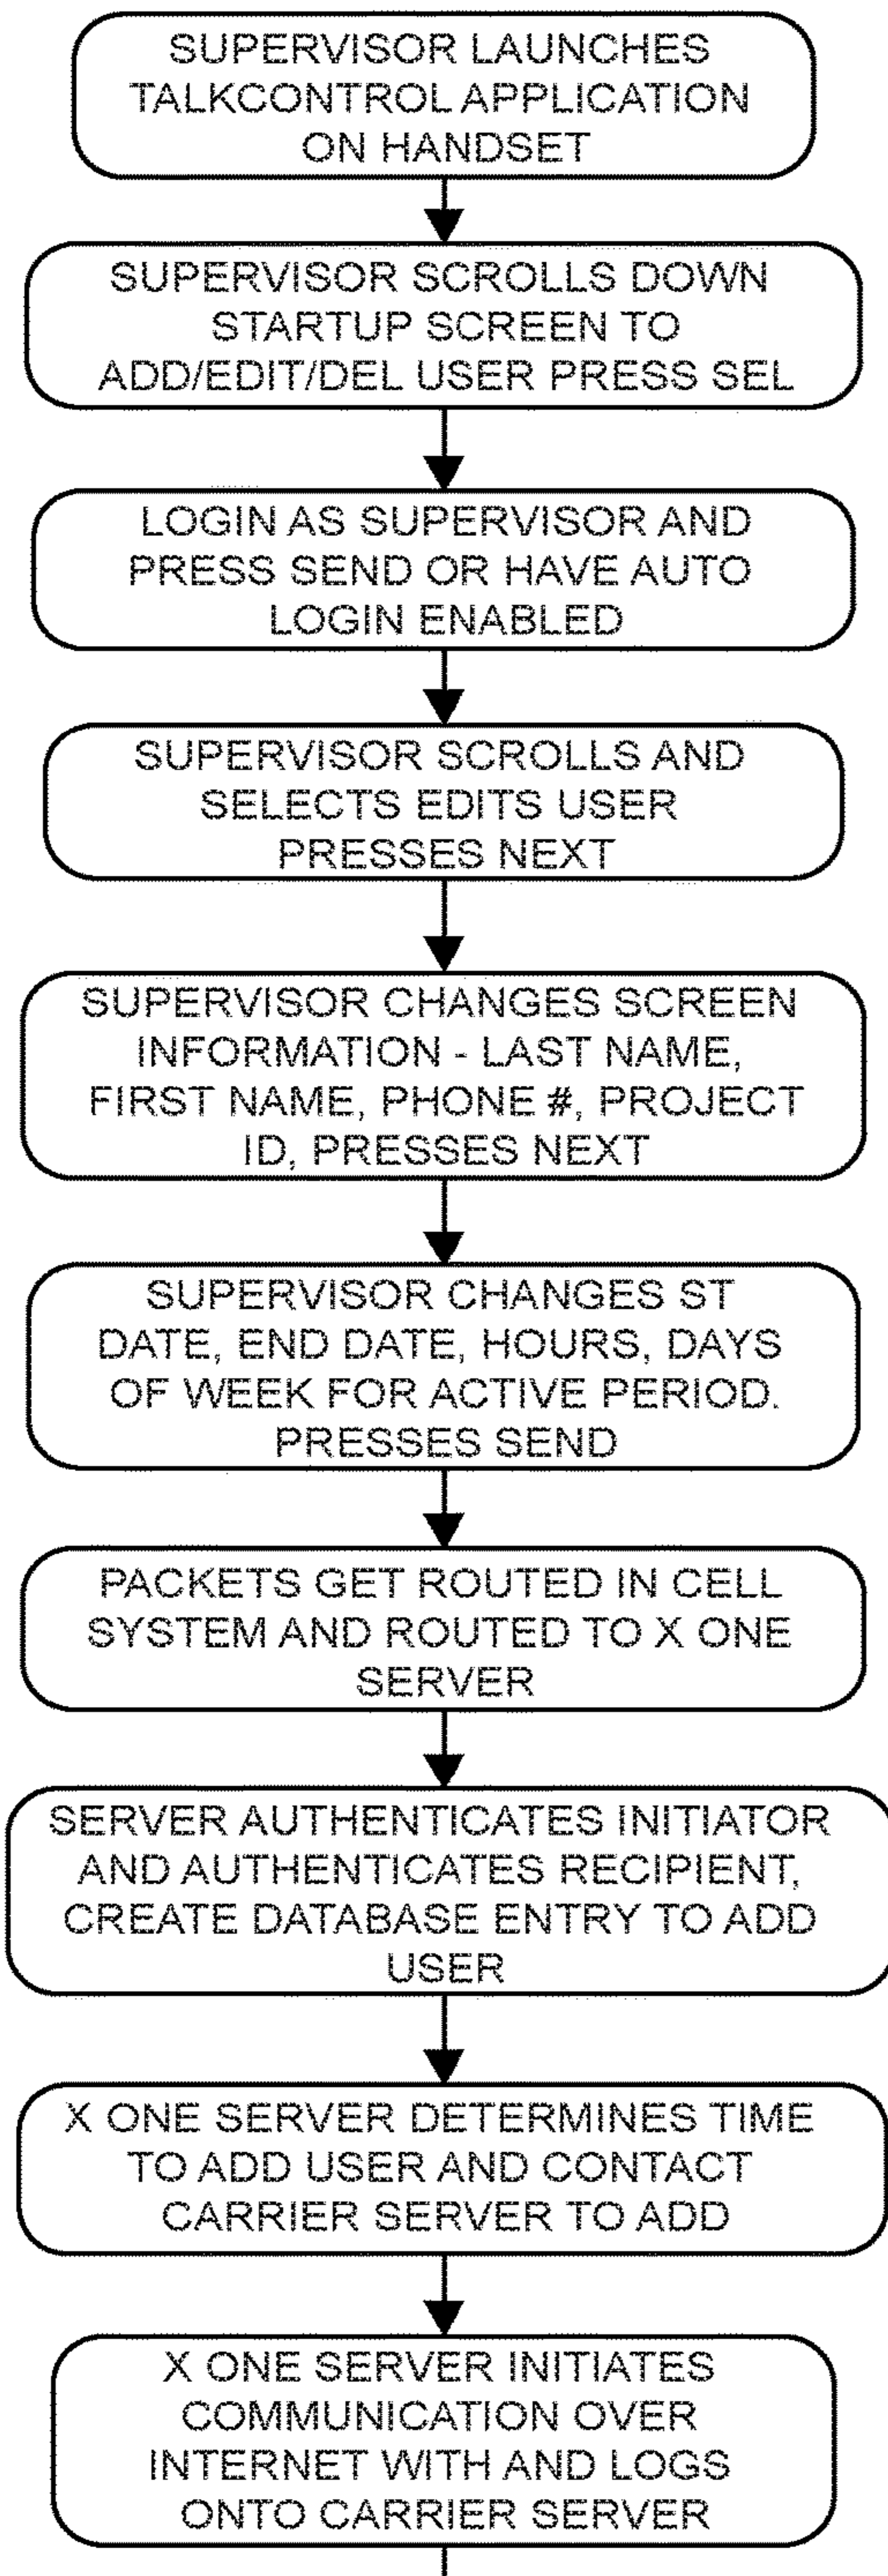 SUPERVISOR LAUNCHES
TALKCONTROL APPLICATION
ON HANDSET
SUPERVISOR SCROLLS DOWN
STARTUP SCREEN TO
ADD/EDIT/DEL USER PRESS SEL
LOGIN AS SUPERVISOR AND
PRESS SEND OR HAVE AUTO
LOGIN ENABLED
SUPERVISOR SCROLLS AND
SELECTS EDITS USER
PRESSES NEXT
SUPERVISOR CHANGES SCREEN
INFORMATION - LAST NAME,
FIRST NAME, PHONE #, PROJECT
ID, PRESSES NEXT
SUPERVISOR CHANGES ST
DATE, END DATE, HOURS, DAYS
OF WEEK FOR ACTIVE PERIOD.
PRESSES SEND
PACKETS GET ROUTED IN CELL
SYSTEM AND ROUTED TO X ONE
SERVER
SERVER AUTHENTICATES INITIATOR
AND AUTHENTICATES RECIPIENT,
CREATE DATABASE ENTRY TO ADD
USER
X ONE SERVER DETERMINES TIME
TO ADD USER AND CONTACT
CARRIER SERVER TO ADD
X ONE SERVER INITIATES
COMMUNICATION OVER
INTERNET WITH AND LOGS
ONTO CARRIER SERVER